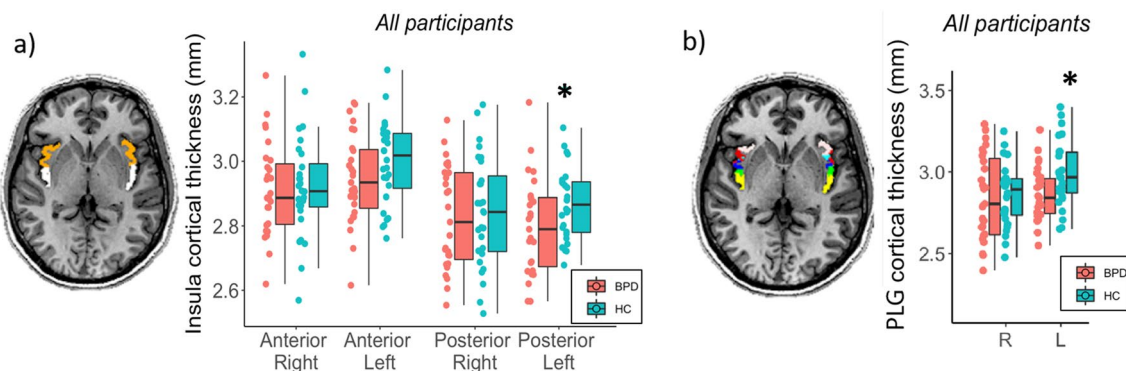 a)
All participants
Insula cortical thickness (mm)
3.2
3.0
2.8
2.6
*
BPD
HC
Anterior Right
Anterior Left
Posterior Right
Posterior Left
b)
All participants
PLG cortical thickness (mm)
3.5
3.0
2.5
*
BPD
HC
R
L